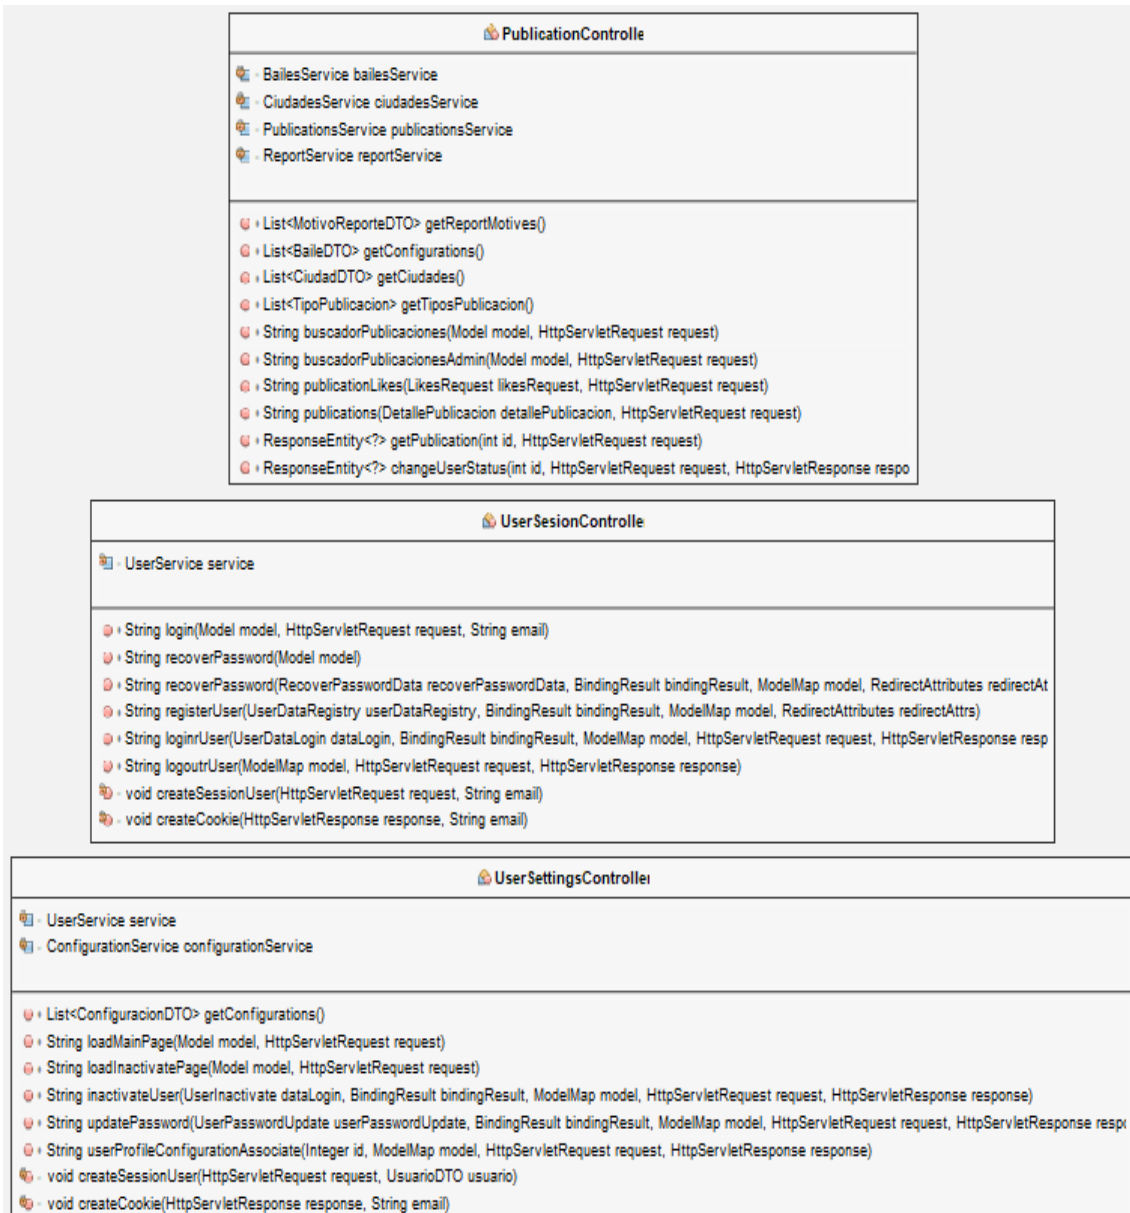 PublicationControlle
- BailesService bailesService
- CiudadesService ciudadesService
- PublicationsService publicationsService
- ReportService reportService
+ List<MotivoReporteDTO> getReportMotives()
+ List<BaileDTO> getConfigurations()
+ List<CiudadDTO> getCiudades()
+ List<TipoPublicacion> getTiposPublicacion()
+ String buscadorPublicaciones(Model model, HttpServletRequest request)
+ String buscadorPublicacionesAdmin(Model model, HttpServletRequest request)
+ String publicationLikes(LikesRequest likesRequest, HttpServletRequest request)
+ String publications(DetallePublicacion detallePublicacion, HttpServletRequest request)
+ ResponseEntity<?> getPublication(int id, HttpServletRequest request)
+ ResponseEntity<?> changeUserStatus(int id, HttpServletRequest request, HttpServletResponse respo
UserSesionControlle
- UserService service
+ String login(Model model, HttpServletRequest request, String email)
+ String recoverPassword(Model model)
+ String recoverPassword(RecoverPasswordData recoverPasswordData, BindingResult bindingResult, ModelMap model, RedirectAttributes redirectAt
+ String registerUser(UserDataRegistry userDataRegistry, BindingResult bindingResult, ModelMap model, RedirectAttributes redirectAttrs)
+ String loginrUser(UserDataLogin dataLogin, BindingResult bindingResult, ModelMap model, HttpServletRequest request, HttpServletResponse resp
+ String logoutrUser(ModelMap model, HttpServletRequest request, HttpServletResponse response)
- void createSessionUser(HttpServletRequest request, String email)
- void createCookie(HttpServletResponse response, String email)
UserSettingsController
- UserService service
- ConfigurationService configurationService
+ List<ConfiguracionDTO> getConfigurations()
+ String loadMainPage(Model model, HttpServletRequest request)
+ String loadInactivatePage(Model model, HttpServletRequest request)
+ String inactivateUser(UserInactivate dataLogin, BindingResult bindingResult, ModelMap model, HttpServletRequest request, HttpServletResponse response)
+ String updatePassword(UserPasswordUpdate userPasswordUpdate, BindingResult bindingResult, ModelMap model, HttpServletRequest request, HttpServletResponse respo
+ String userProfileConfigurationAssociate(Integer id, ModelMap model, HttpServletRequest request, HttpServletResponse response)
- void createSessionUser(HttpServletRequest request, UsuarioDTO usuario)
- void createCookie(HttpServletResponse response, String email)